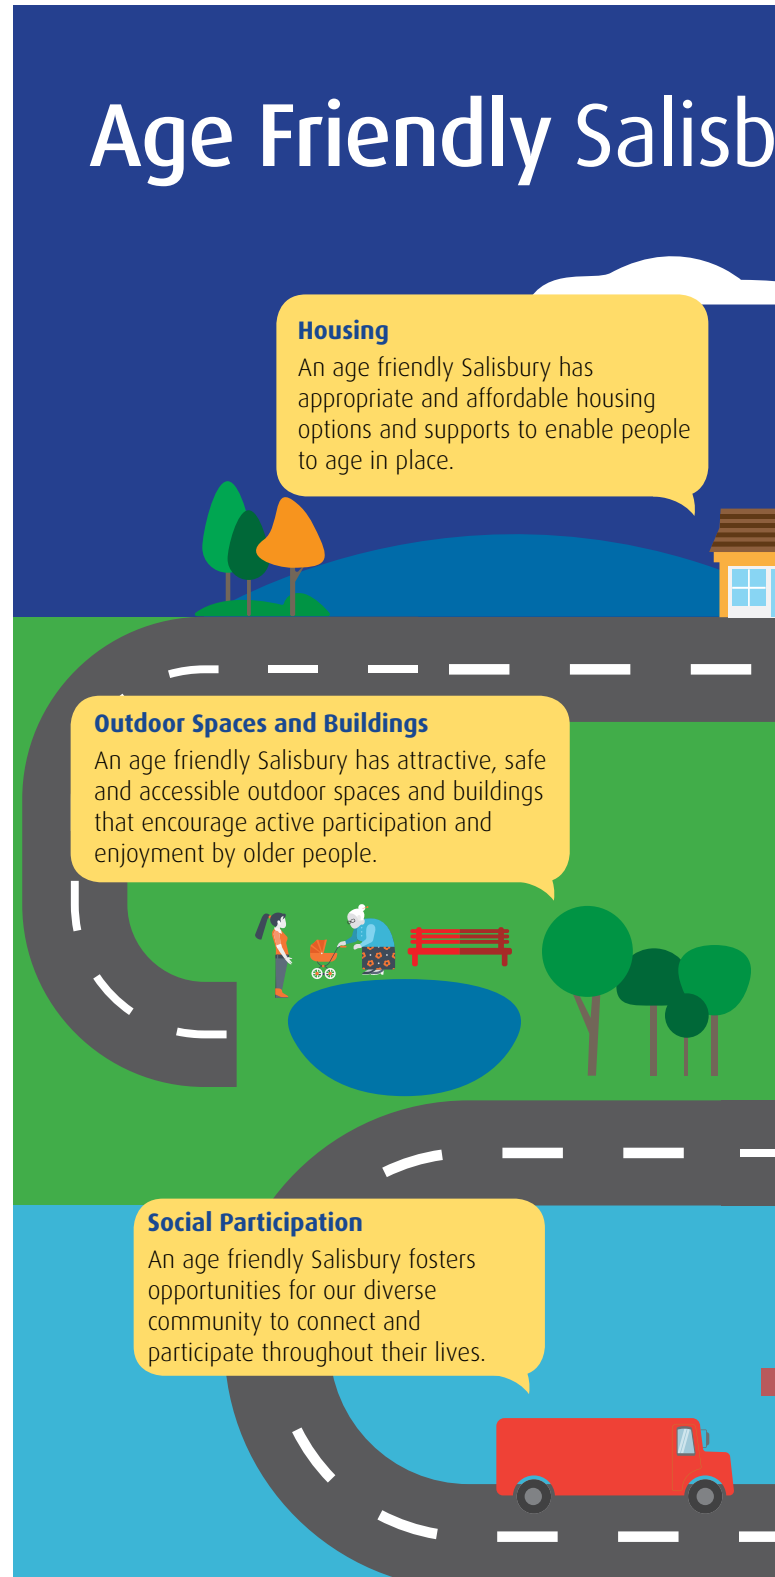 Age Friendly Salisb
Housing
An age friendly Salisbury has
appropriate and affordable housing
options and supports to enable people
to age in place.
Outdoor Spaces and Buildings
An age friendly Salisbury has attractive, safe
and accessible outdoor spaces and buildings
that encourage active participation and
enjoyment by older people.
Social Participation
An age friendly Salisbury fosters
opportunities for our diverse
community to connect and
participate throughout their lives.